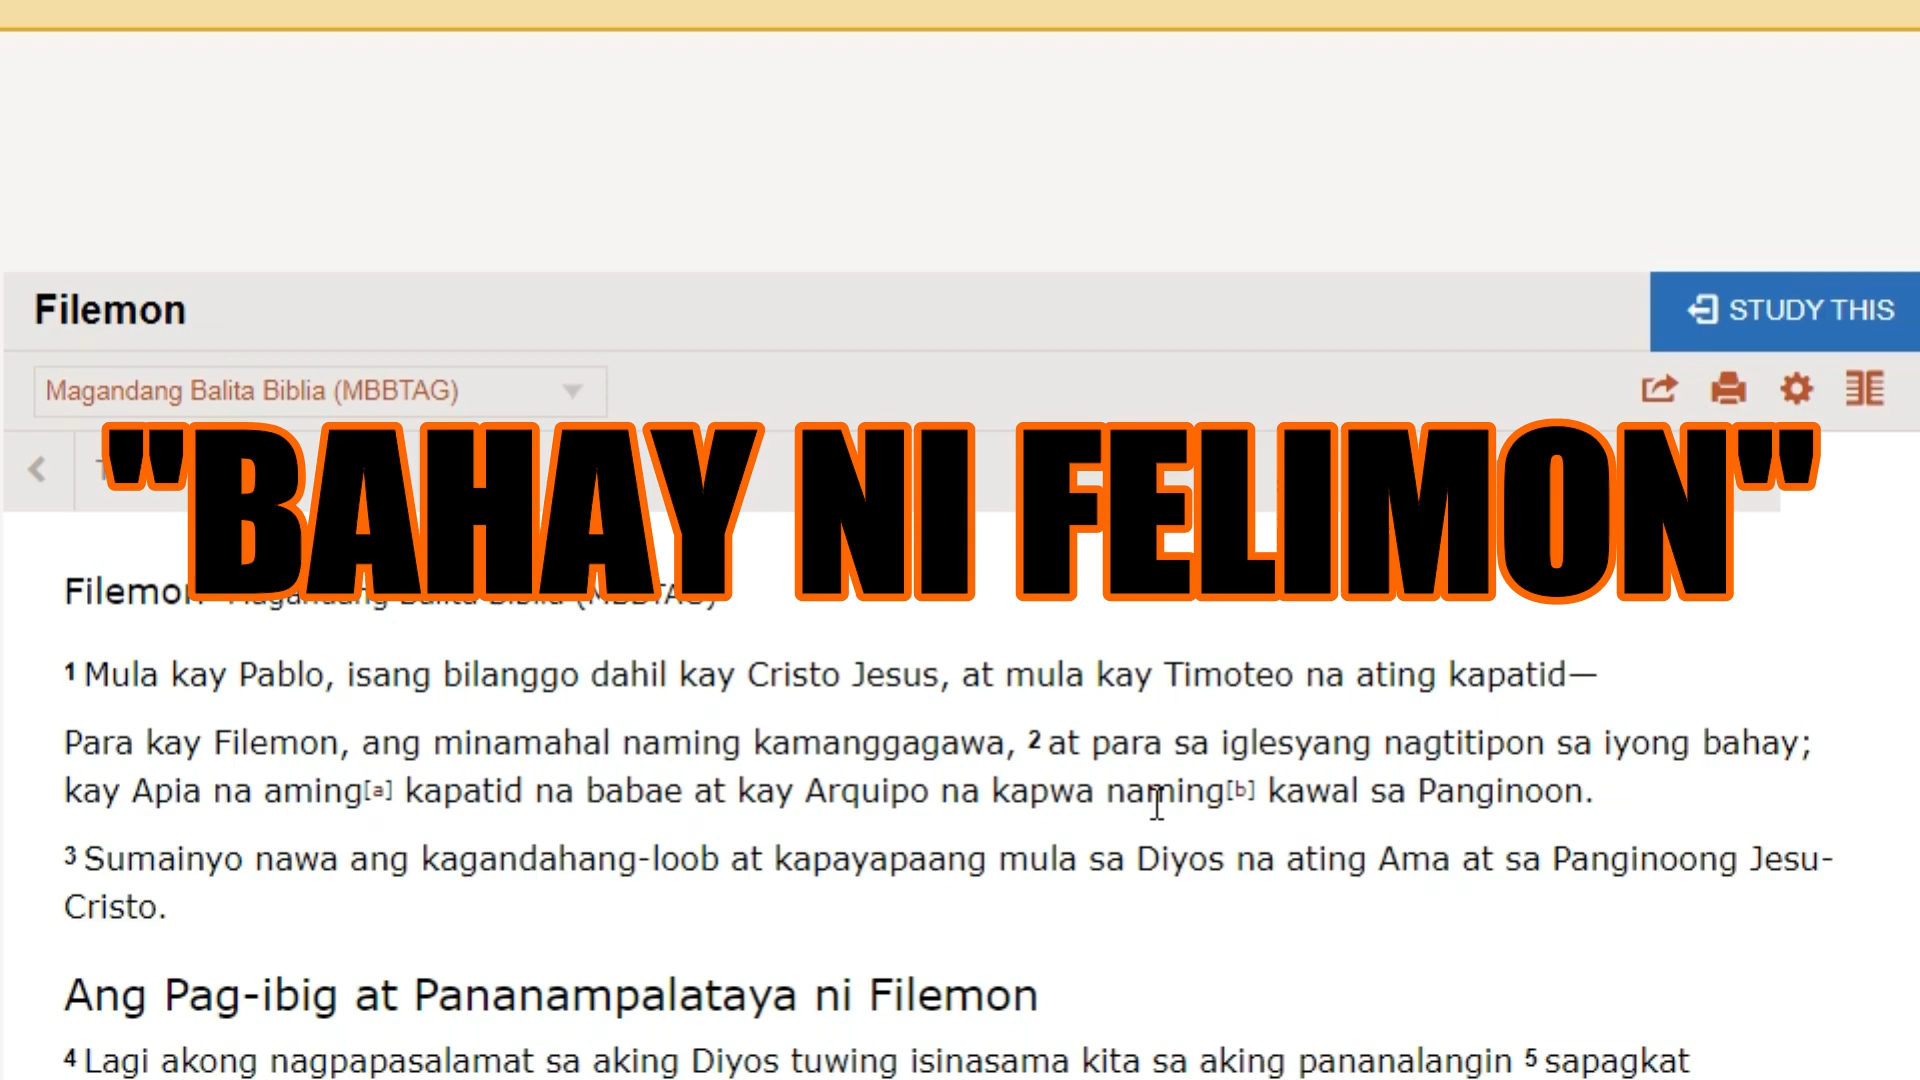 Filemon
STUDY THIS
Magandang Balita Biblia (MBBTAG)
"BAHAY NI FELIMON"
Filemon Magandang Balita Biblia (MBBTAG)
1 Mula kay Pablo, isang bilanggo dahil kay Cristo Jesus, at mula kay Timoteo na ating kapatid—
Para kay Filemon, ang minamahal naming kamanggagawa, 2 at para sa iglesyang nagtitipon sa iyong bahay;
kay Apia na aming[a] kapatid na babae at kay Arquipo na kapwa naming[b] kawal sa Panginoon.
3 Sumainyo nawa ang kagandahang-loob at kapayapaang mula sa Diyos na ating Ama at sa Panginoong Jesu-
Cristo.
Ang Pag-ibig at Pananampalataya ni Filemon
4 Lagi akong nagpapasalamat sa aking Diyos tuwing isinasama kita sa aking pananalangin 5 sapagkat